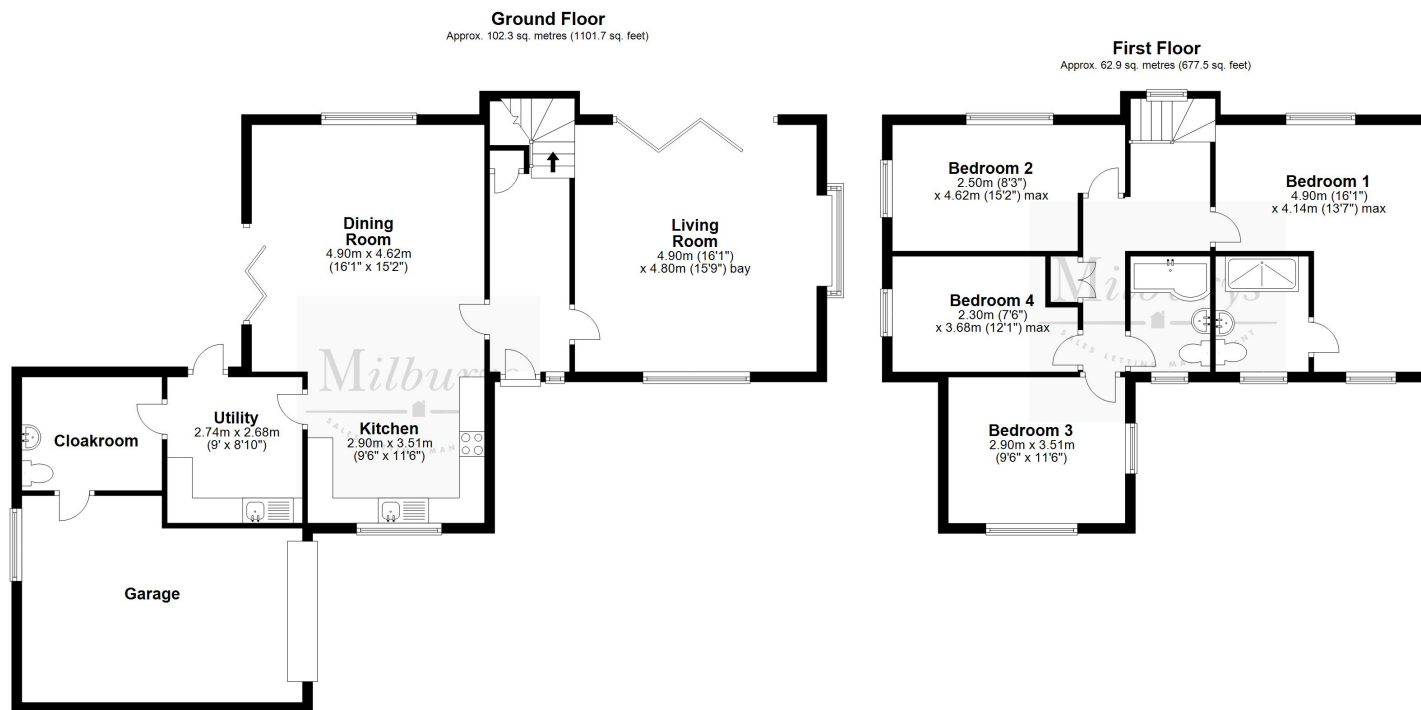 Ground Floor
Approx. 102.3 sq. metres (1101.7 sq. feet)
First Floor
Approx. 62.9 sq. metres (677.5 sq. feet)
Dining
Room
4.90m x 4.62m
(16'1" x 15'2")
Living
Room
4.90m (16'1")
x 4.80m (15'9") bay
Bedroom 2
2.50m (8'3")
x 4.62m (15'2") max
Bedroom 1
4.90m (16'1")
x 4.14m (13'7") max
Bedroom 4
2.30m (7'6")
x 3.68m (12'1") max
Milburys
SALES LETTING MANAGEMENT
Milburys
Cloakroom
Utility
2.74m x 2.68m
(9' x 8'10")
Kitchen
2.90m x 3.51m
(9'6" x 11'6")
Bedroom 3
2.90m x 3.51m
(9'6" x 11'6")
Garage